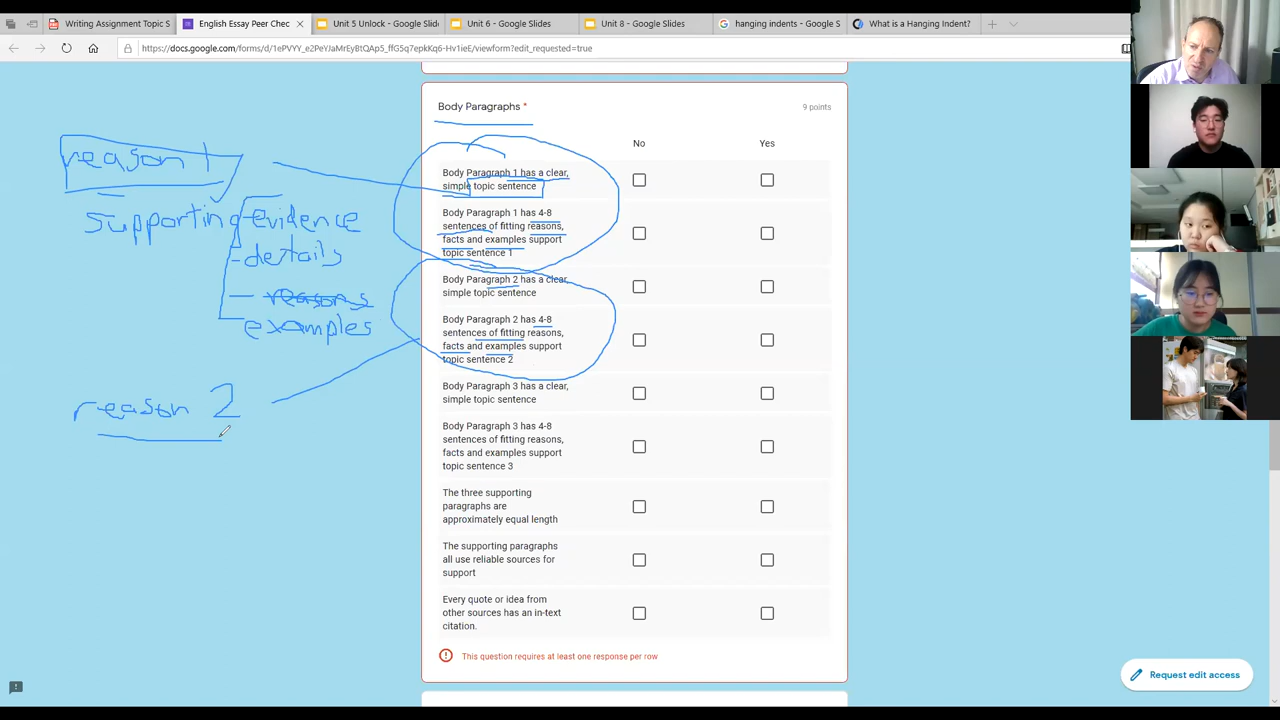 Writing Assignment Topic S
English Essay Peer Chec
Unit 5 Unlock - Google Slide
Unit 6 - Google Slides
Unit 8 - Google Slides
hanging indents - Google S
What is a Hanging Indent?
https://docs.google.com/forms/d/1ePVYY_e2PeYJaMrEyBtQAp5_ffG5q7epkKq6-Hv1ieE/viewform?edit_requested=true
Body Paragraphs *
9 points
No
Yes
Body Paragraph 1 has a clear,
simple topic sentence
Body Paragraph 1 has 4-8
sentences of fitting reasons,
facts and examples support
topic sentence 1
Body Paragraph 2 has a clear,
simple topic sentence
Body Paragraph 2 has 4-8
sentences of fitting reasons,
facts and examples support
topic sentence 2
Body Paragraph 3 has a clear,
simple topic sentence
Body Paragraph 3 has 4-8
sentences of fitting reasons,
facts and examples support
topic sentence 3
The three supporting
paragraphs are
approximately equal length
The supporting paragraphs
all use reliable sources for
support
Every quote or idea from
other sources has an in-text
citation.
This question requires at least one response per row
Request edit access
reason 1
supporting-evidence
-details
- reasons
examples
reason 2